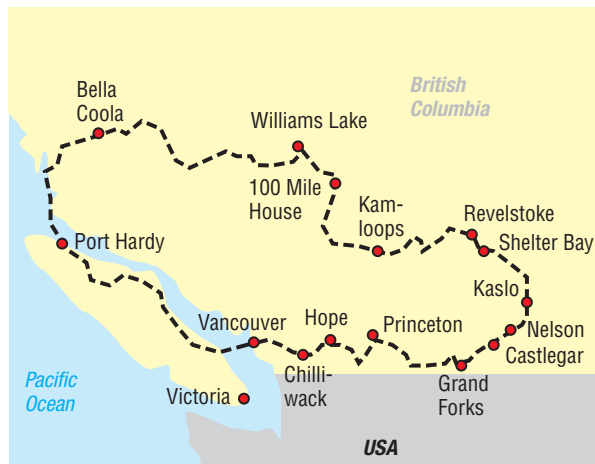 Bella
Coola
British
Columbia
Williams Lake
100 Mile
House
Kam-
loops
Revelstoke
Shelter Bay
Port Hardy
Kaslo
Vancouver
Hope
Princeton
Nelson
Castlegar
Chilli-
wack
Grand
Forks
Pacific
Ocean
Victoria
USA